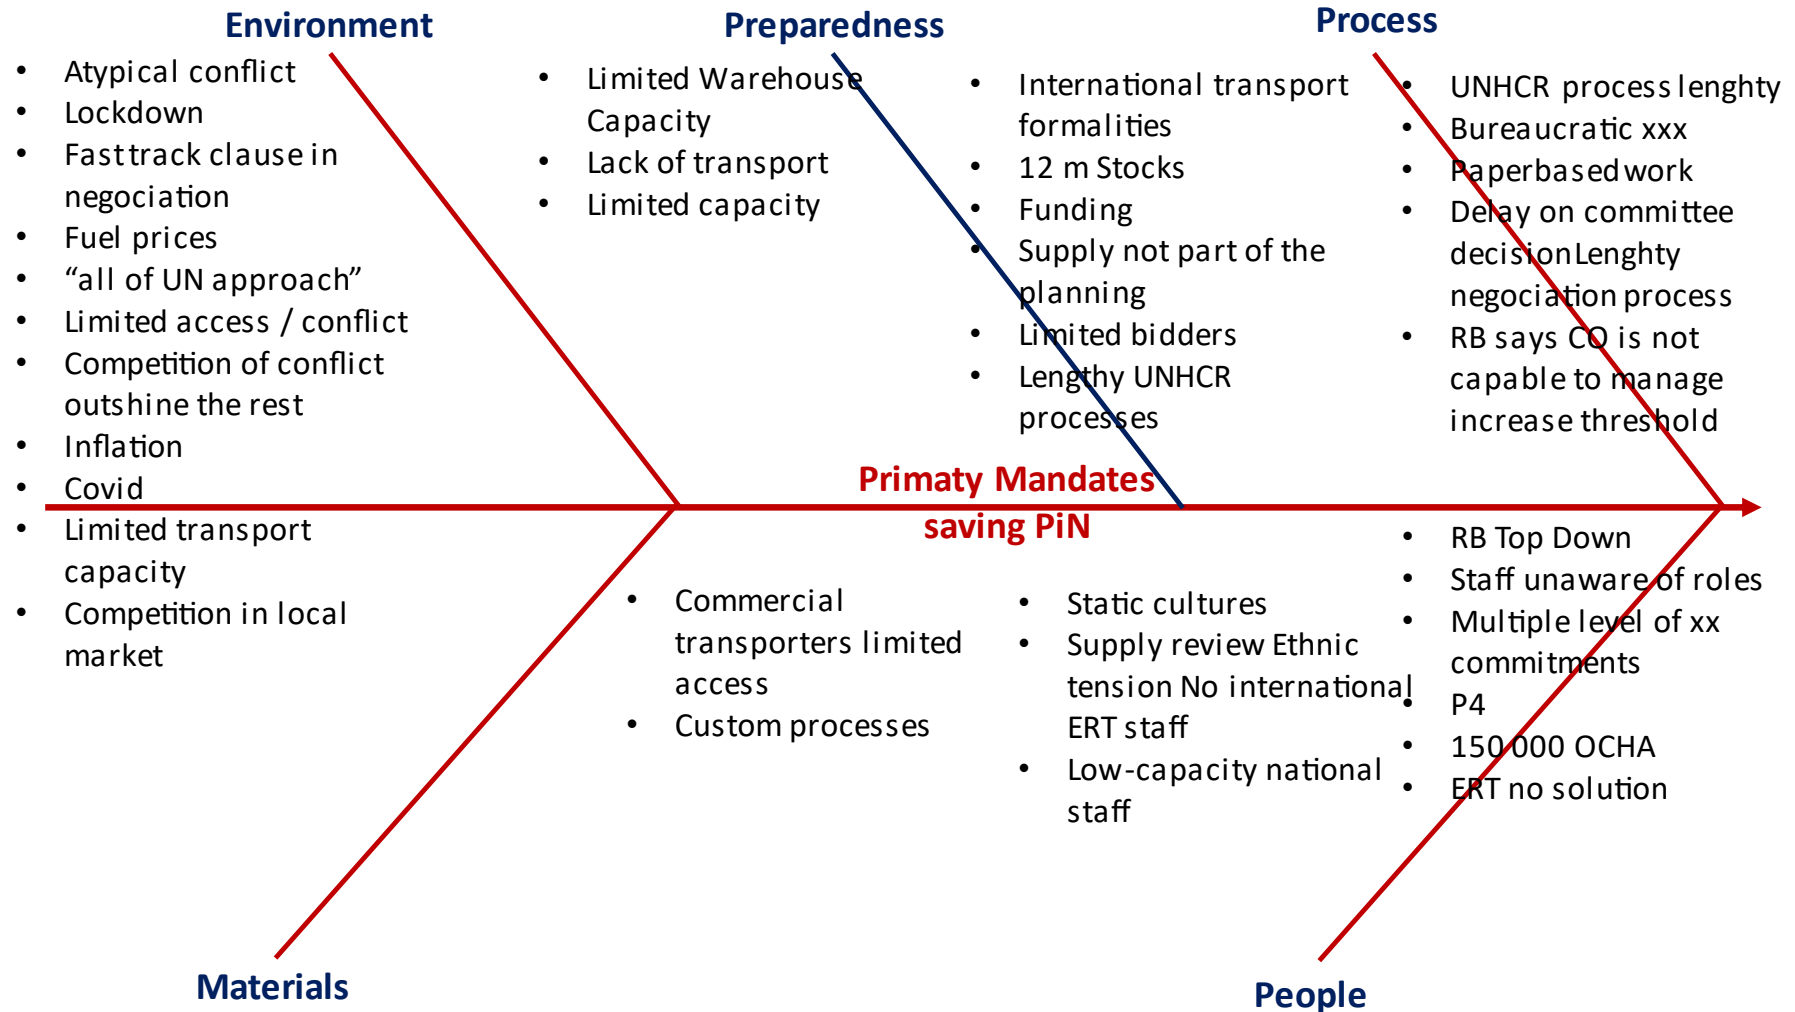 Environment
• Atypical conflict
• Lockdown
• Fast track clause in
negociation
• Fuel prices
• “all of UN approach”
• Limited access / conflict
• Competition of conflict
outshine the rest
• Inflation
• Covid
• Limited transport
capacity
• Competition in local
market
Preparedness
• Limited Warehouse
Capacity
• Lack of transport
• Limited capacity
• International transport
formalities
• 12 m Stocks
• Funding
• Supply not part of the
planning
• Limited bidders
• Lengthy UNHCR
processes
Process
• UNHCR process lenghty
• Bureaucratic xxx
• Paperbased work
• Delay on committee
decisionLenghty
negociation process
• RB says CO is not
capable to manage
increase threshold
Primaty Mandates
saving PiN
• Commercial
transporters limited
access
• Custom processes
• Static cultures
• Supply review Ethnic
tension No international
ERT staff
• Low-capacity national
staff
• RB Top Down
• Staff unaware of roles
• Multiple level of xx
commitments
• P4
• 150 000 OCHA
• ERT no solution
Materials
People